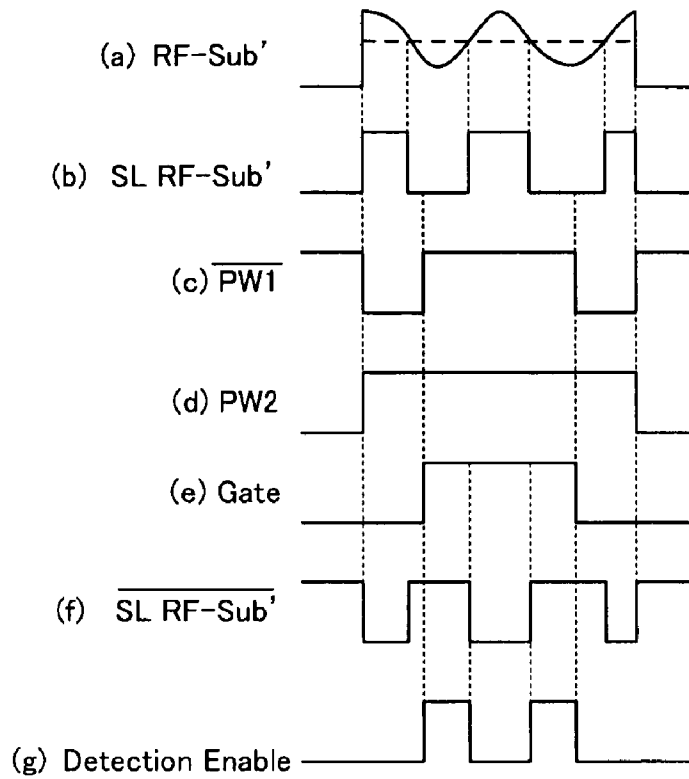 (a) RF-Sub'
(b) SL RF-Sub'
(c) PW1
(d) PW2
(e) Gate
(f) SL RF-Sub'
(g) Detection Enable